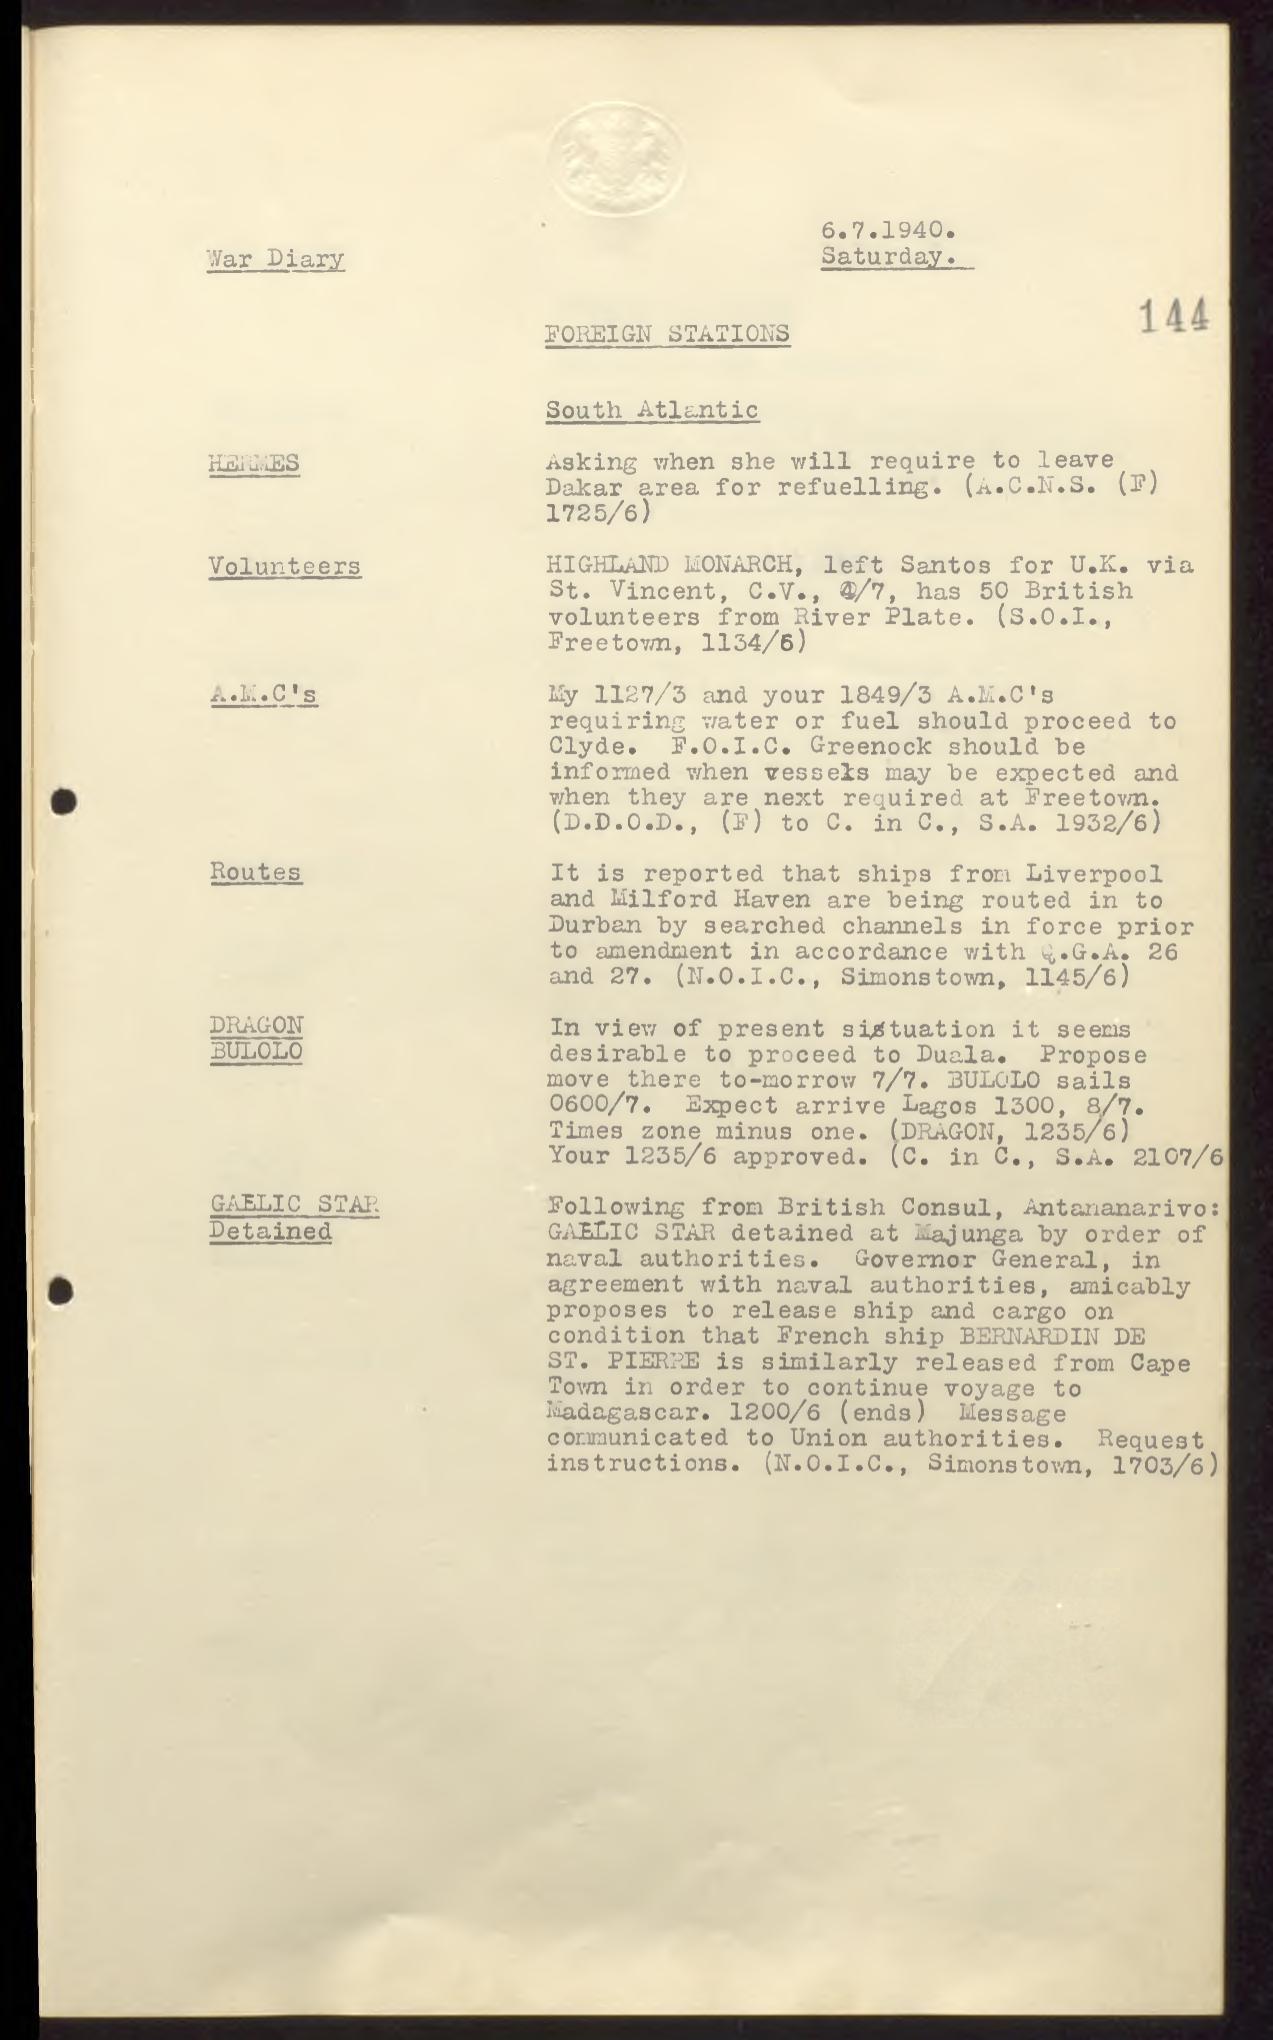 6.7.1940.
War Diary
Saturday.
144
FOREIGN STATIONS
South Atlantic
HERMES
Asking when she will require to leave
Dakar area for refuelling. (A.C.N.S. (F)
1725/6)
Volunteers
HIGHLAND MONARCH, left Santos for U.K. via
St. Vincent, C.V., /7, has 50 British
volunteers from River Plate. (S.O.I.,
Freetown, 1134/6)
A.M.C's
My 1127/3 and your 1849/3 A.M.C's
requiring water or fuel should proceed to
Clyde. F.O.I.C. Greenock should be
informed when vessels may be expected and
when they are next required at Freetown.
(D.D.O.D., (F) to C. in C., S.A. 1932/6)
Routes
It is reported that ships from Liverpool
and Milford Haven are being routed in to
Durban by searched channels in force prior
to amendment in accordance with Q.G.A. 26
and 27. (N.O.I.C., Simonstown, 1145/6)
DRAGON
BULOLO
In view of present situation it seems
desirable to proceed to Duala. Propose
move there to-morrow 7/7. BULOLO sails
0600/7. Expect arrive Lagos 1300, 8/7.
Times zone minus one. (DRAGON, 1235/6)
Your 1235/6 approved. (C. in C., S.A. 2107/6
GAELIC STAR
Detained
Following from British Consul, Antananarivo:
GAELIC STAR detained at Majunga by order of
naval authorities. Governor General, in
agreement with naval authorities, amicably
proposes to release ship and cargo on
condition that French ship BERNARDIN DE
ST. PIERRE is similarly released from Cape
Town in order to continue voyage to
Madagascar. 1200/6 (ends) Message
communicated to Union authorities. Request
instructions. (N.O.I.C., Simonstown, 1703/6)